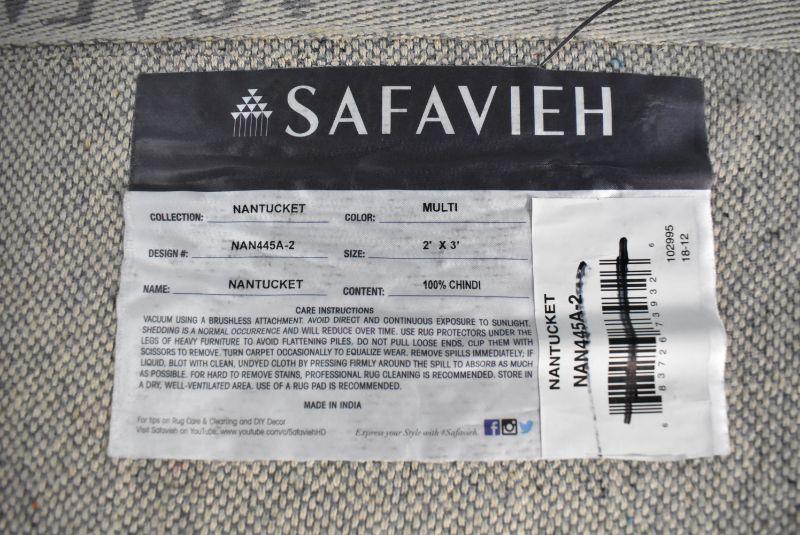 SAFAVIEH
COLLECTION: NANTUCKET COLOR: MULTI
DESIGN #: NAN445A-2 SIZE: 2' X 3'
NAME: NANTUCKET CONTENT: 100% CHINDI
CARE INSTRUCTIONS
VACUUM USING A BRUSHLESS ATTACHMENT. AVOID DIRECT AND CONTINUOUS EXPOSURE TO SUNLIGHT.
SHEDDING IS A NORMAL OCCURRENCE AND WILL REDUCE OVER TIME. USE RUG PROTECTORS UNDER THE
LEGS OF HEAVY FURNITURE TO AVOID FLATTENING PILES. DO NOT PULL LOOSE ENDS, CLIP THEM WITH
SCISSORS TO REMOVE. TURN CARPET OCCASIONALLY TO EQUALIZE WEAR. REMOVE SPILLS IMMEDIATELY; IF
LIQUID, BLOT WITH CLEAN, UNDYED CLOTH BY PRESSING FIRMLY AROUND THE SPILL TO ABSORB AS MUCH
AS POSSIBLE. FOR HARD TO REMOVE STAINS, PROFESSIONAL RUG CLEANING IS RECOMMENDED. STORE IN
A DRY, WELL-VENTILATED AREA. USE OF A RUG PAD IS RECOMMENDED.
MADE IN INDIA
For tips on Rug Care & Cleaning and DIY Decor
Visit Safavieh on YouTube. www.youtube.com/c/SafaviehHD
Express your Style with #Safavieh.
NANTUCKET
NAN445A-2
6 83726 73932 6
102995
18-12